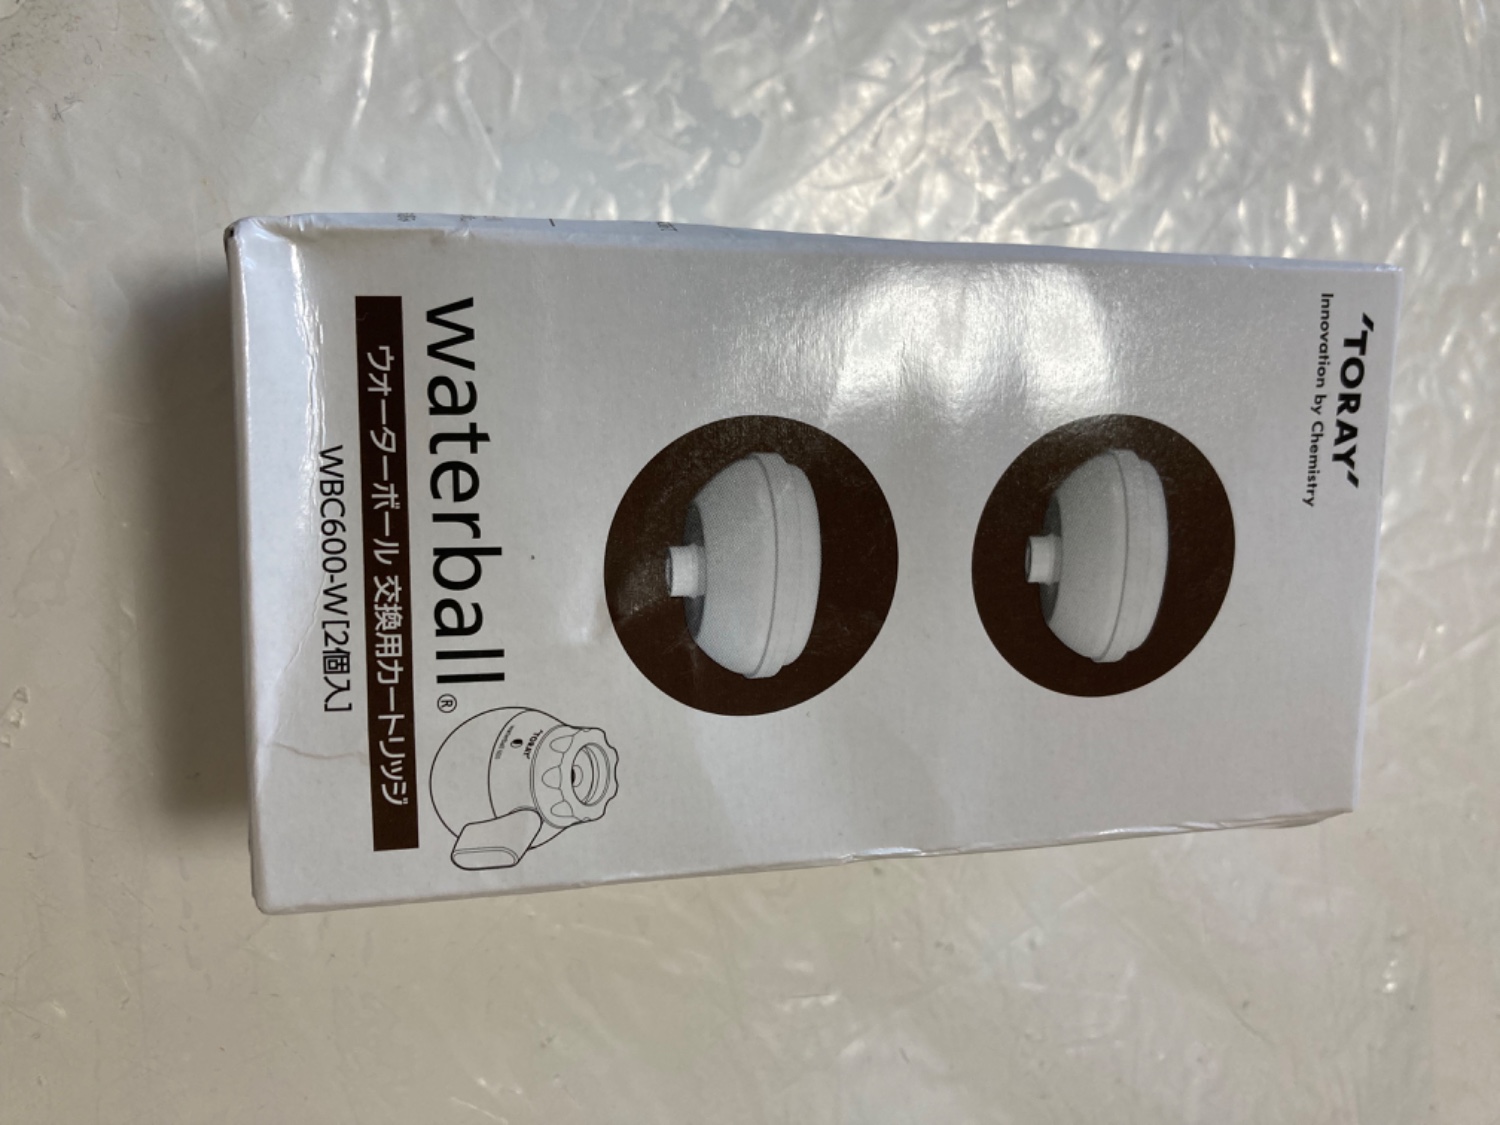 'TORAY'
Innovation by Chemistry
waterball®
ウォーターボール 交換用カートリッジ
WBC600-W[2個入]
'TORAY'